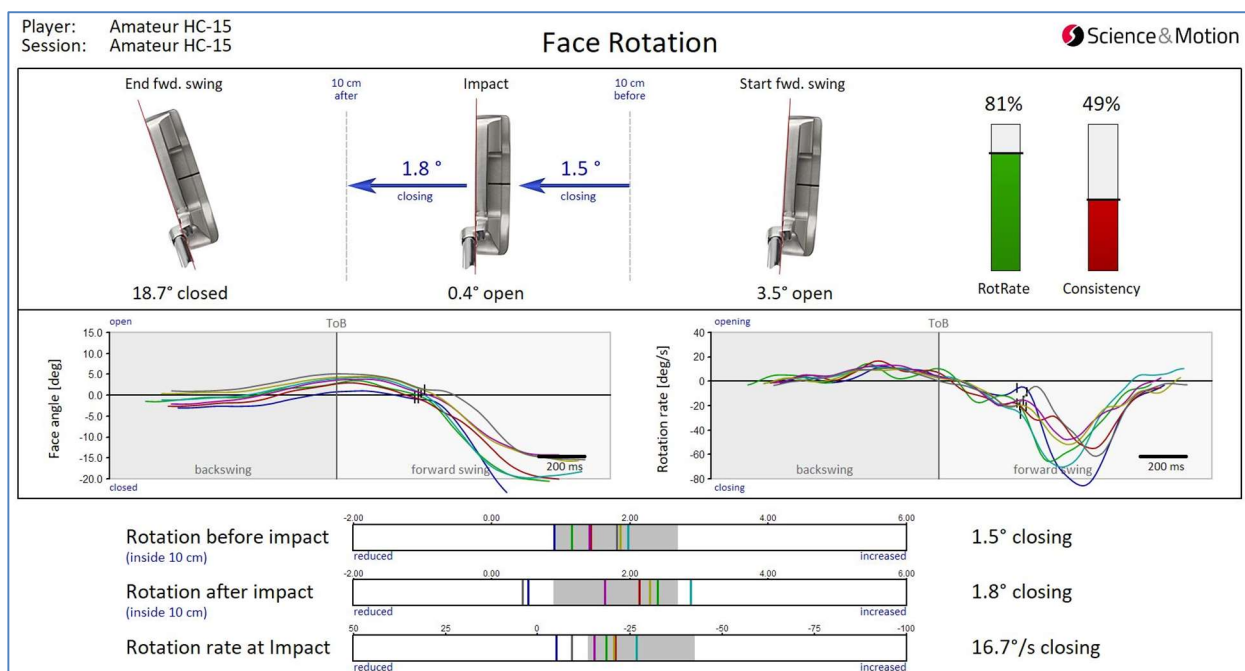 Player: Amateur HC-15
Session: Amateur HC-15
Face Rotation
Science&Motion
End fwd. swing
10 cm
after
Impact
10 cm
before
Start fwd. swing
81%
49%
1.8 °
closing
1.5 °
closing
18.7° closed
0.4° open
3.5° open
RotRate
Consistency
open
ToB
15.0
10.0
5.0
0.0
-5.0
-10.0
-15.0
-20.0
Face angle [deg]
backswing
forward swing
200 ms
closed
opening
ToB
40
20
0
-20
-40
-60
-80
Rotation rate [deg/s]
backswing
forward swing
200 ms
closing
-2.00 0.00 2.00 4.00 6.00
Rotation before impact
(inside 10 cm)
reduced
increased
1.5° closing
-2.00 0.00 2.00 4.00 6.00
Rotation after impact
(inside 10 cm)
reduced
increased
1.8° closing
50 25 0 -25 -50 -75 -100
Rotation rate at Impact
reduced
increased
16.7°/s closing